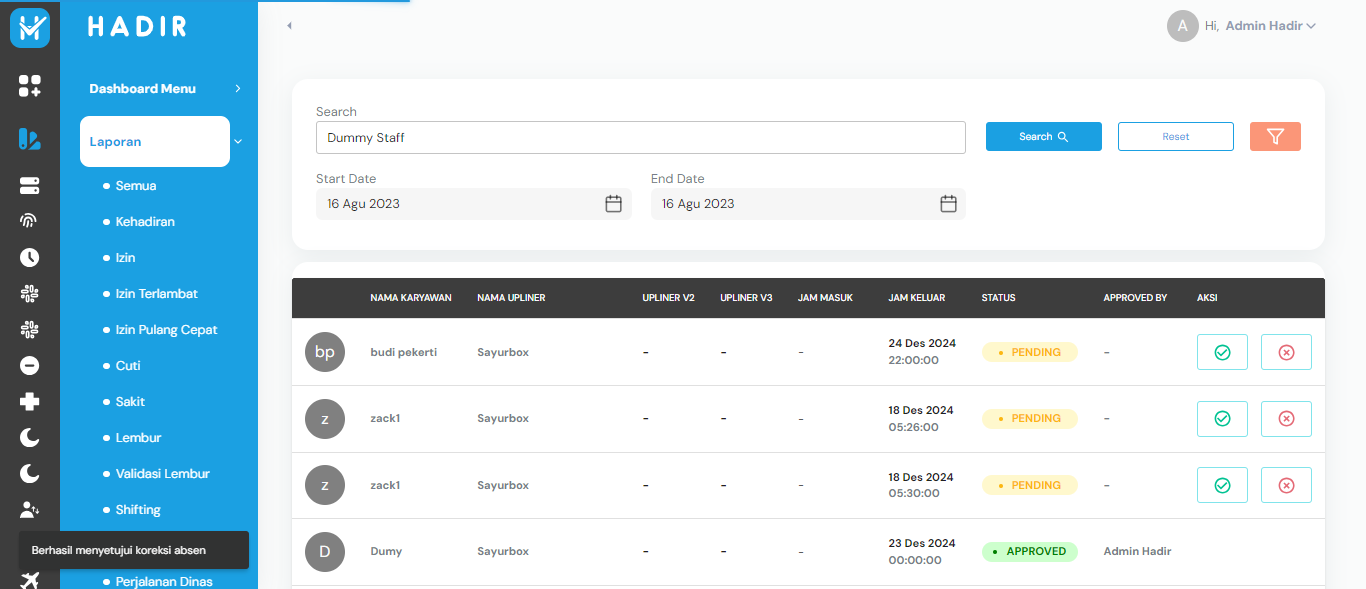 HADIR
Hi, Admin Hadir
A
Dashboard Menu
Laporan
Semua
Kehadiran
Izin
Izin Terlambat
Izin Pulang Cepat
Cuti
Sakit
Lembur
Validasi Lembur
Shifting
Berhasil menyetujui koreksi absen
Perjalanan Dinas
Search
Dummy Staff
Search
Reset
Start Date
End Date
16 Agu 2023
16 Agu 2023
NAMA KARYAWAN NAMA UPLINER UPLINER V2 UPLINER V3 JAM MASUK JAM KELUAR STATUS APPROVED BY AKSI
bp budi pekerti Sayurbox - - - 24 Des 2024 PENDING -
22:00:00
z zack1 Sayurbox - - - 18 Des 2024 PENDING -
05:26:00
z zack1 Sayurbox - - - 18 Des 2024 PENDING -
05:30:00
D Dumy Sayurbox - - - 23 Des 2024 APPROVED Admin Hadir
00:00:00